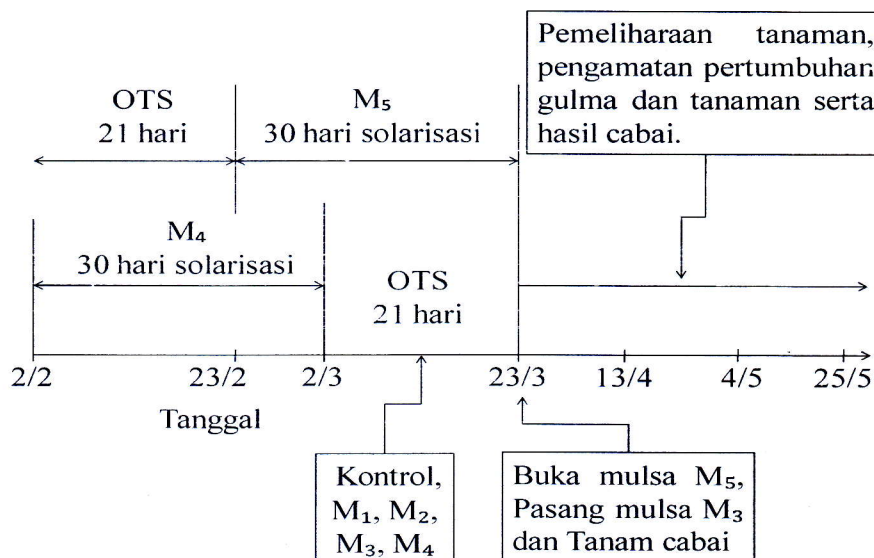 Pemeliharaan tanaman,
pengamatan pertumbuhan
gulma dan tanaman serta
hasil cabai.
OTS
21 hari
M₅
30 hari solarisasi
M₄
30 hari solarisasi
OTS
21 hari
2/2 23/2 2/3 23/3 13/4 4/5 25/5
Tanggal
Kontrol,
M₁, M₂,
M₃, M₄
Buka mulsa M₅,
Pasang mulsa M₃
dan Tanam cabai